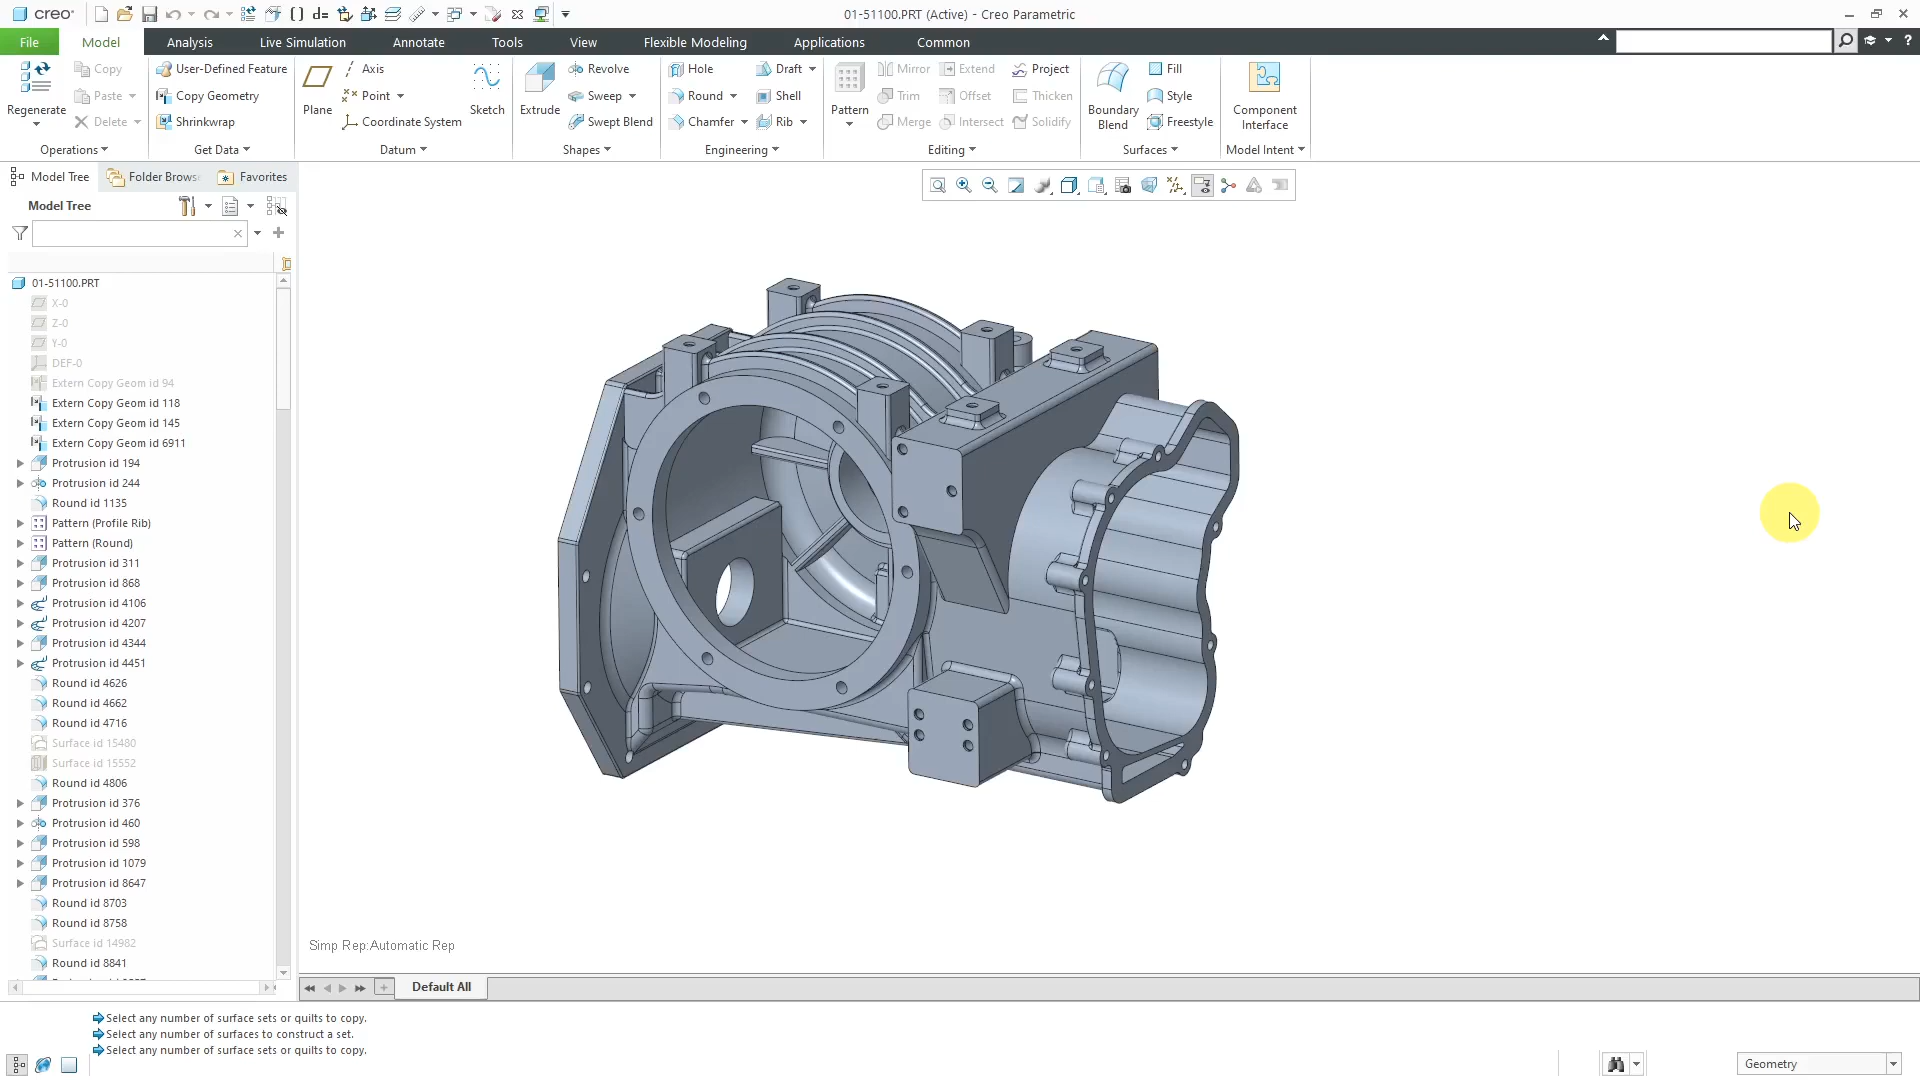 creo
01-51100.PRT (Active) - Creo Parametric
File Model Analysis Live Simulation Annotate Tools View Flexible Modeling Applications Common
Regenerate
Copy
Paste
Delete
Operations
User-Defined Feature
Copy Geometry
Shrinkwrap
Get Data
Plane
Axis
Point
Coordinate System
Sketch
Datum
Extrude
Revolve
Sweep
Swept Blend
Shapes
Hole
Round
Chamfer
Draft
Shell
Rib
Engineering
Pattern
Mirror
Trim
Merge
Extend
Offset
Intersect
Project
Thicken
Solidify
Editing
Boundary
Blend
Fill
Style
Freestyle
Surfaces
Component
Interface
Model Intent
Model Tree
Favorites
Model Tree
01-51100.PRT
X-0
Z-0
Y-0
DEF-0
Extern Copy Geom id 94
Extern Copy Geom id 118
Extern Copy Geom id 145
Extern Copy Geom id 6911
Protrusion id 194
Protrusion id 244
Round id 1135
Pattern (Profile Rib)
Pattern (Round)
Protrusion id 311
Protrusion id 868
Protrusion id 4106
Protrusion id 4207
Protrusion id 4344
Protrusion id 4451
Round id 4626
Round id 4662
Round id 4716
Surface id 15480
Surface id 15552
Round id 4806
Protrusion id 376
Protrusion id 460
Protrusion id 598
Protrusion id 1079
Protrusion id 8647
Round id 8703
Round id 8758
Surface id 14982
Round id 8841
Simp Rep:Automatic Rep
Default All
Select any number of surface sets or quilts to copy.
Select any number of surfaces to construct a set.
Select any number of surface sets or quilts to copy.
Geometry